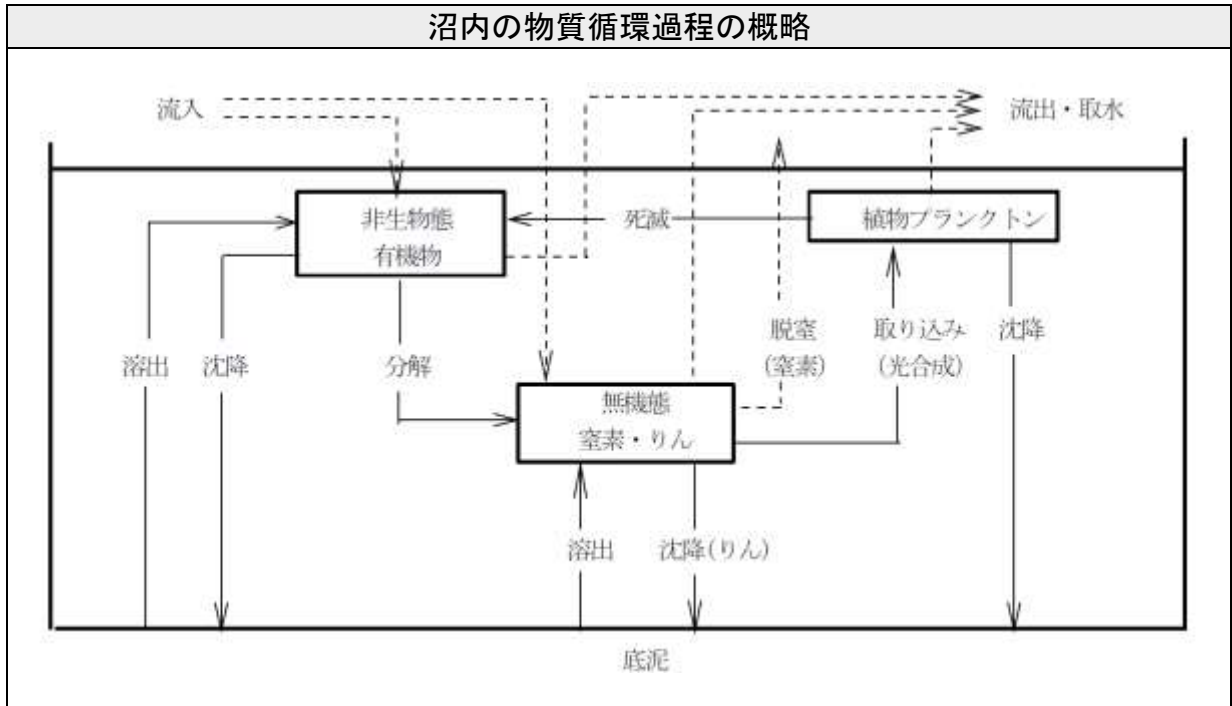 沼内の物質循環過程の概略
流入
流出・取水
非生物態
有機物
死滅
植物プランクトン
溶出
沈降
分解
脱窒
(窒素)
取り込み
(光合成)
沈降
無機態
窒素・りん
溶出
沈降(りん)
底泥